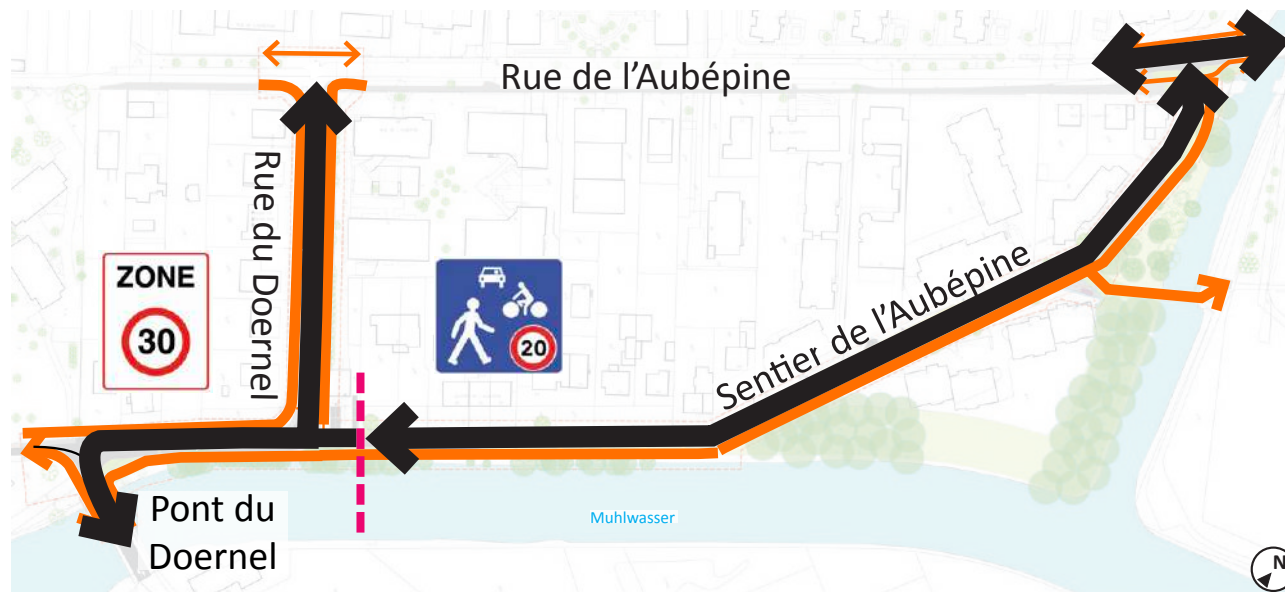 Rue de l'Aubépine
Rue du Doernel
ZONE
30
20
Sentier de l'Aubépine
Pont du
Doernel
Muhlwasser
N